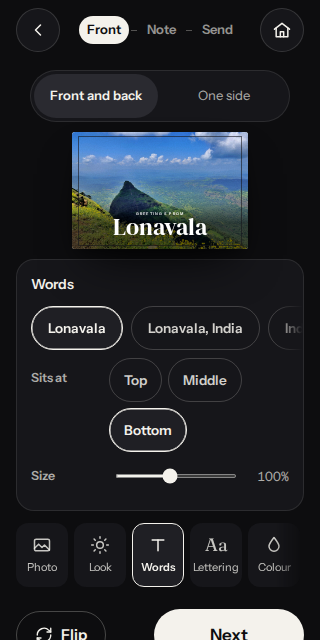 Front – Note – Send
Front and back One side
GREETINGS FROM
Lonavala
Words
Lonavala Lonavala, India
Sits at Top Middle
Bottom
Size 100%
Photo Look Words Aa Lettering Colour
Flip Next